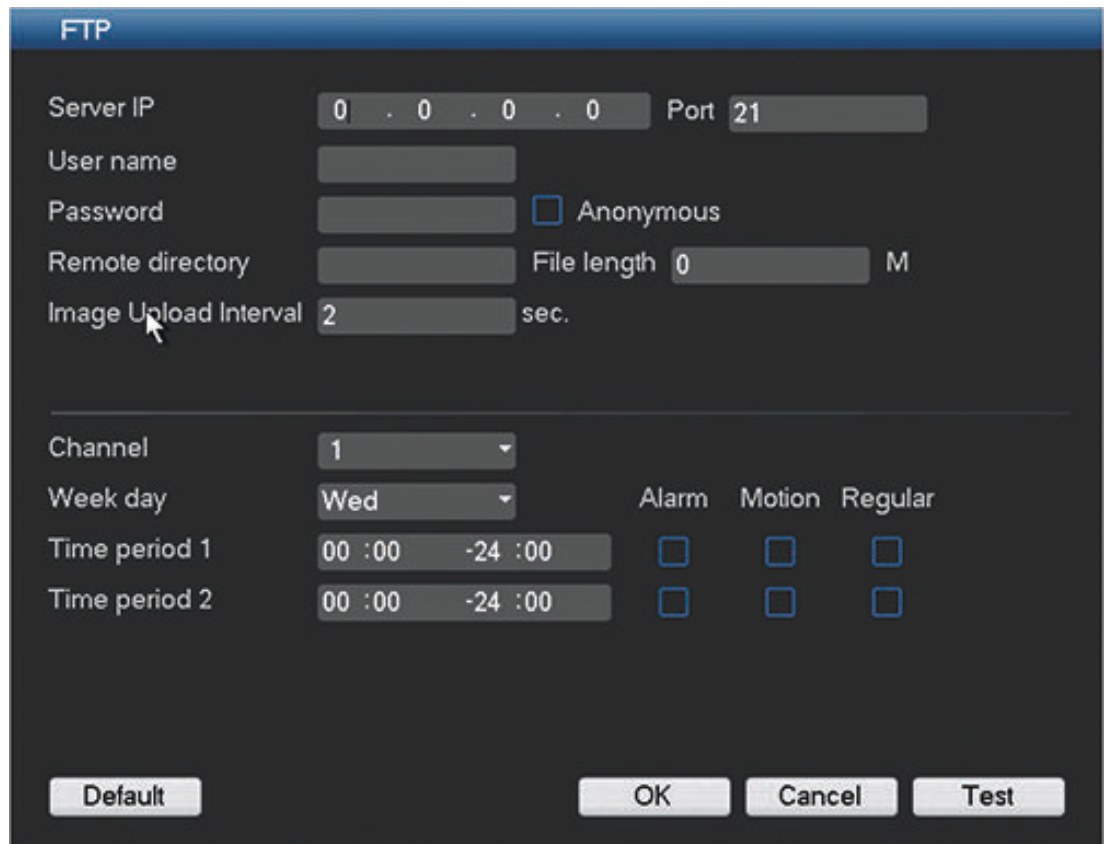 FTP
Server IP 0 . 0 . 0 . 0 Port 21
User name
Password Anonymous
Remote directory File length 0 M
Image Upload Interval 2 sec.
Channel 1
Week day Wed Alarm Motion Regular
Time period 1 00 :00 -24 :00
Time period 2 00 :00 -24 :00
Default OK Cancel Test